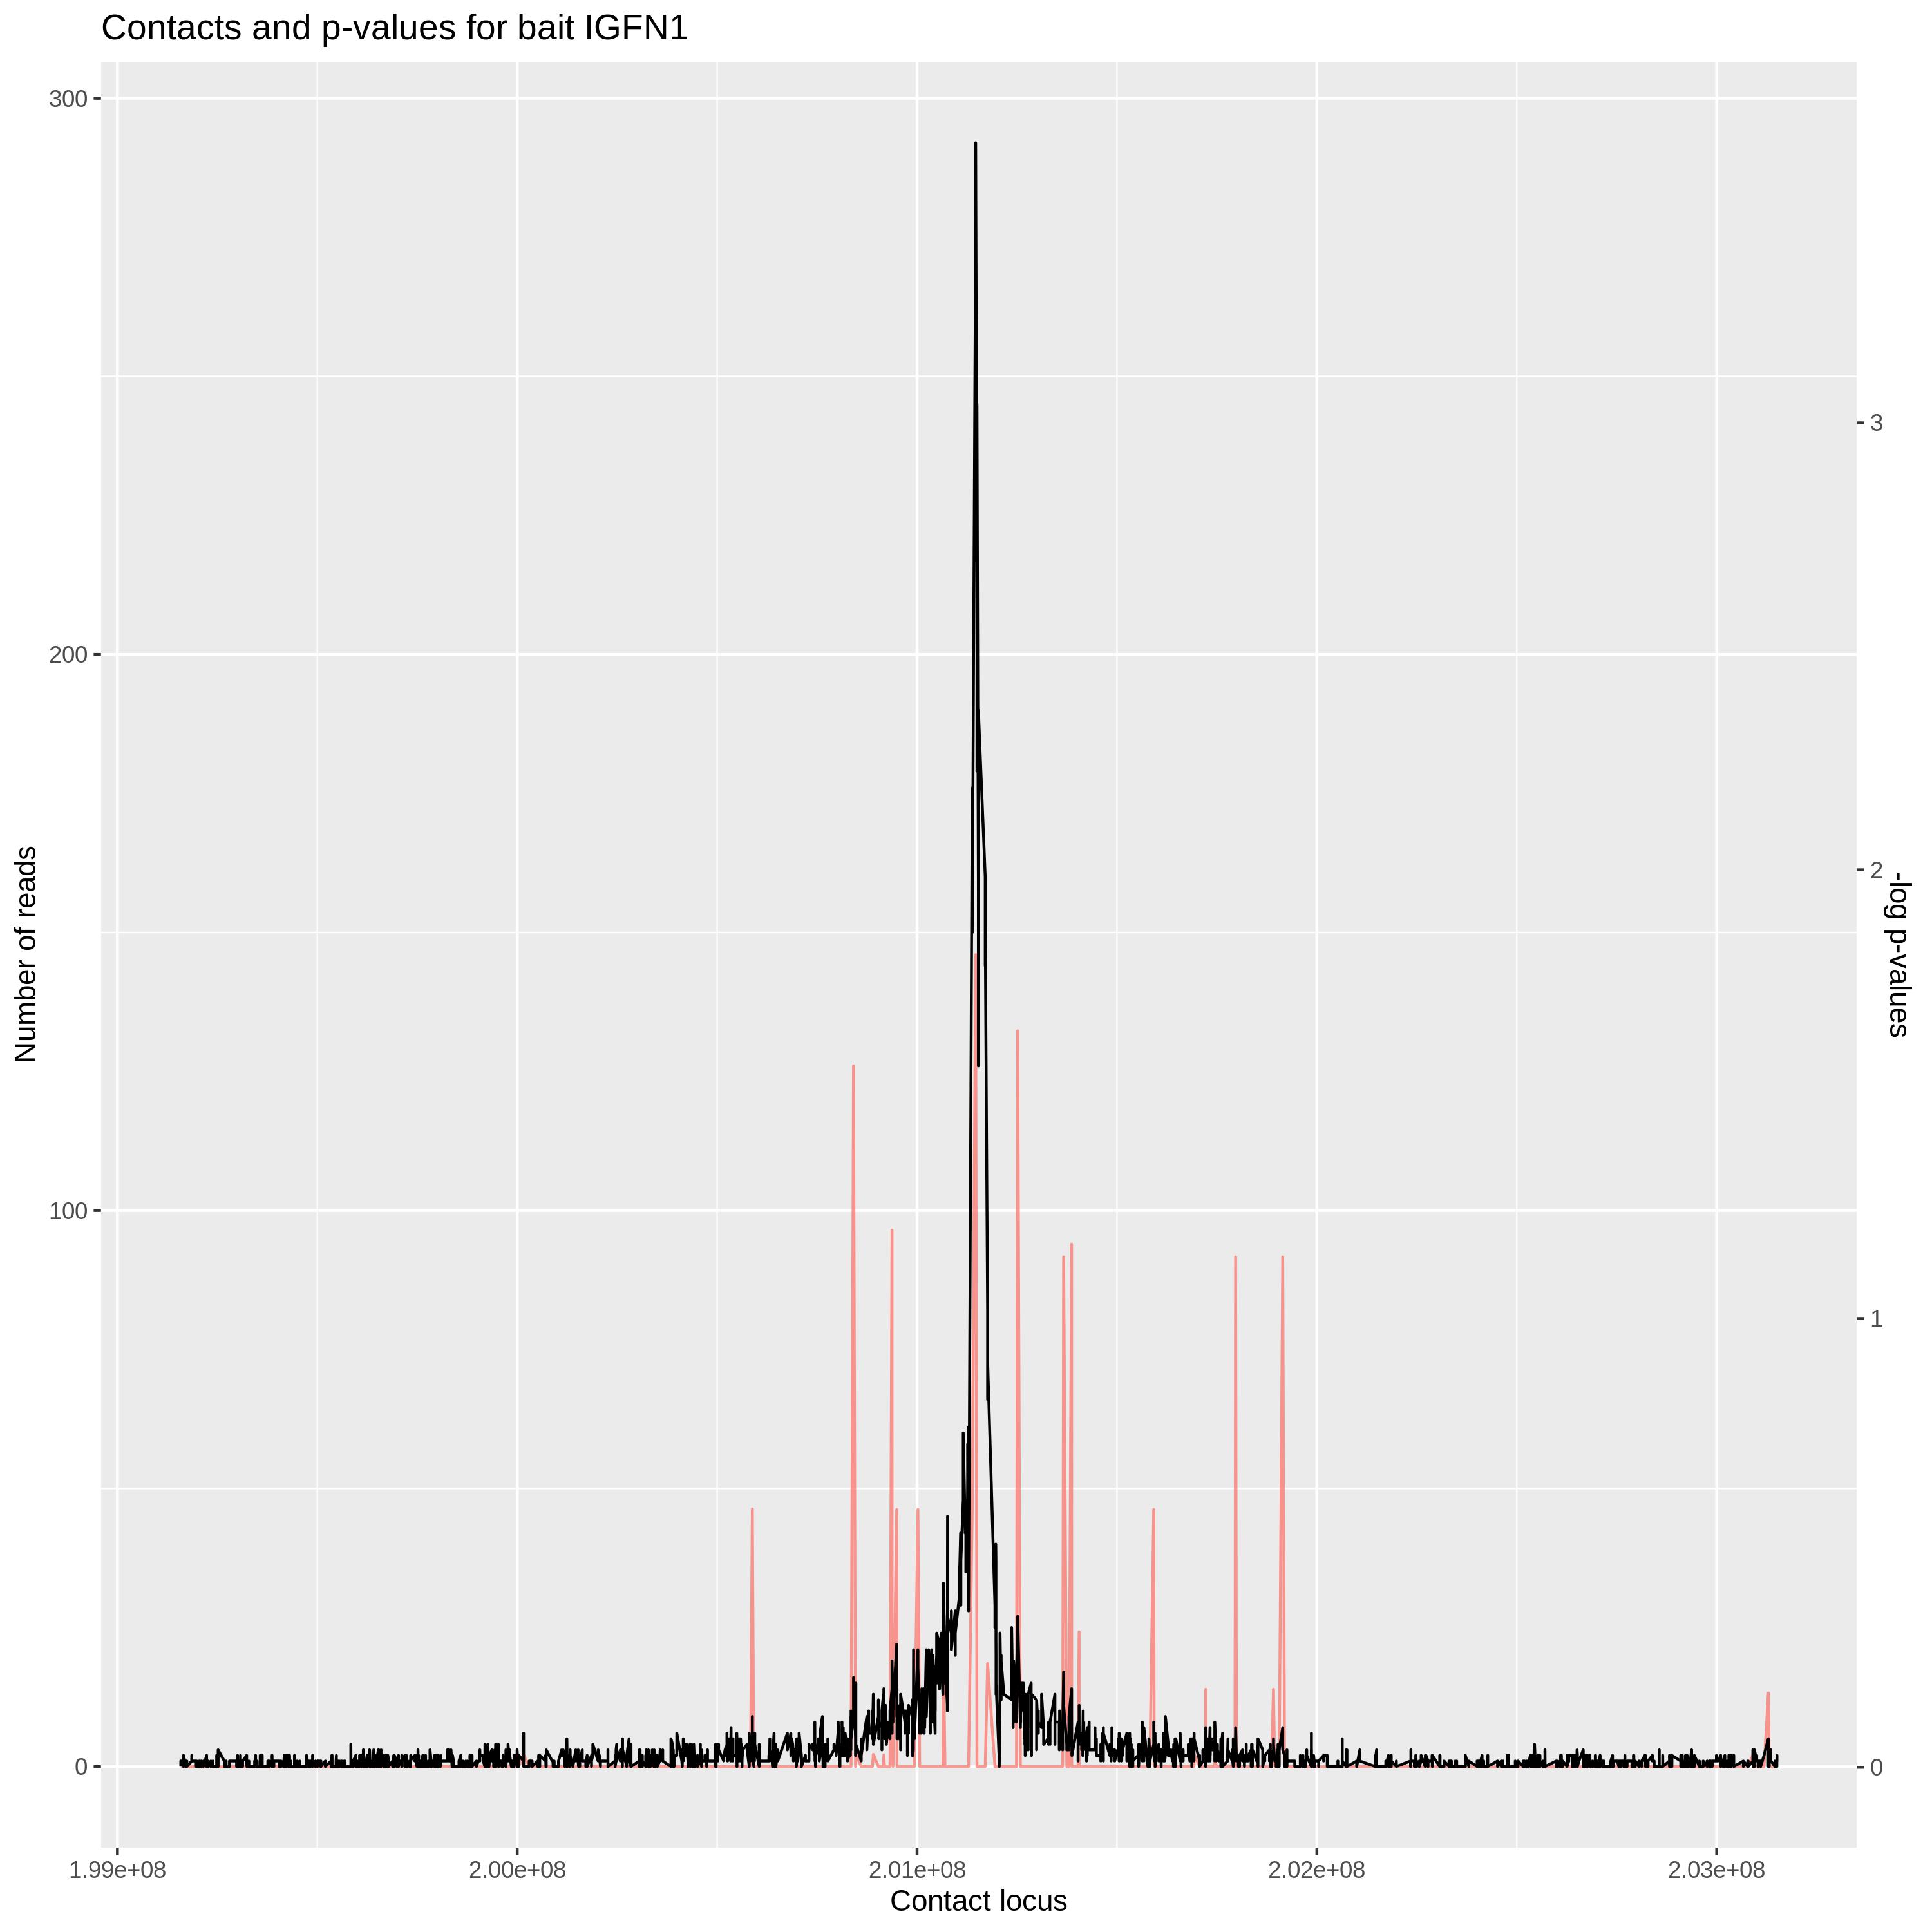 Contacts and p-values for bait IGFN1
300
200
100
0
Number of reads
3
2
1
0
-log p-values
1.99e+08 2.00e+08 2.01e+08 2.02e+08 2.03e+08
Contact locus